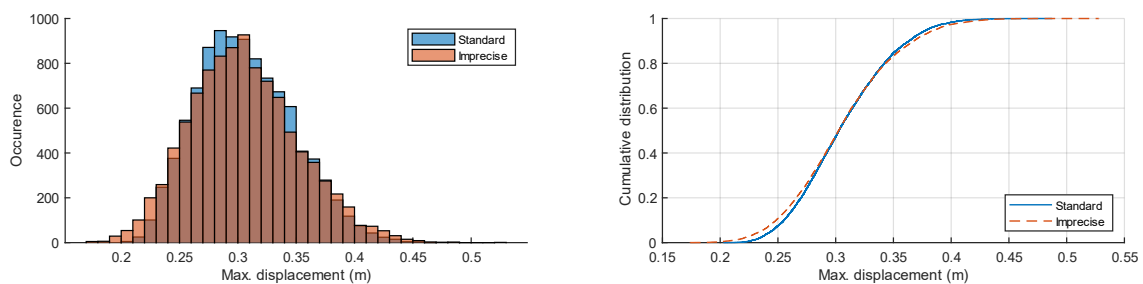 1000
800
600
400
200
0
Occurence
0.2 0.25 0.3 0.35 0.4 0.45 0.5
Max. displacement (m)
Standard
Imprecise
1
0.8
0.6
0.4
0.2
0
Cumulative distribution
0.15 0.2 0.25 0.3 0.35 0.4 0.45 0.5 0.55
Max. displacement (m)
Standard
Imprecise